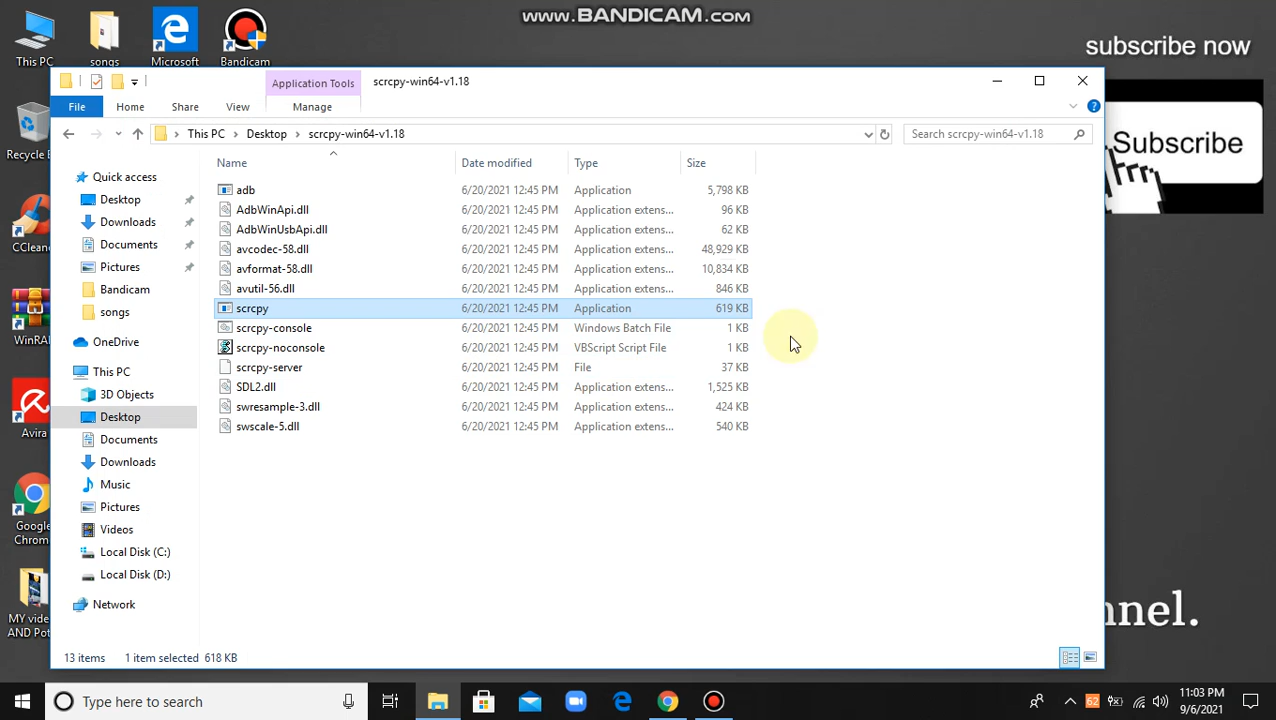 www.BANDICAM.com
This PC
songs
Microsoft
Bandicam
subscribe now
Application Tools
scrcpy-win64-v1.18
File
Home
Share
View
Manage
This PC > Desktop > scrcpy-win64-v1.18
Search scrcpy-win64-v1.18
Subscribe
Recycle B
CCleane
WinRAR
Avira
Google
Chrom
MY video
AND Pot
Quick access
Desktop
Downloads
Documents
Pictures
Bandicam
songs
OneDrive
This PC
3D Objects
Desktop
Documents
Downloads
Music
Pictures
Videos
Local Disk (C:)
Local Disk (D:)
Network
Name Date modified Type Size
adb 6/20/2021 12:45 PM Application 5,798 KB
AdbWinApi.dll 6/20/2021 12:45 PM Application extens... 96 KB
AdbWinUsbApi.dll 6/20/2021 12:45 PM Application extens... 62 KB
avcodec-58.dll 6/20/2021 12:45 PM Application extens... 48,929 KB
avformat-58.dll 6/20/2021 12:45 PM Application extens... 10,834 KB
avutil-56.dll 6/20/2021 12:45 PM Application extens... 846 KB
scrcpy 6/20/2021 12:45 PM Application 619 KB
scrcpy-console 6/20/2021 12:45 PM Windows Batch File 1 KB
scrcpy-noconsole 6/20/2021 12:45 PM VBScript Script File 1 KB
scrcpy-server 6/20/2021 12:45 PM File 37 KB
SDL2.dll 6/20/2021 12:45 PM Application extens... 1,525 KB
swresample-3.dll 6/20/2021 12:45 PM Application extens... 424 KB
swscale-5.dll 6/20/2021 12:45 PM Application extens... 540 KB
nnel.
13 items 1 item selected 618 KB
Type here to search
62
11:03 PM
9/6/2021